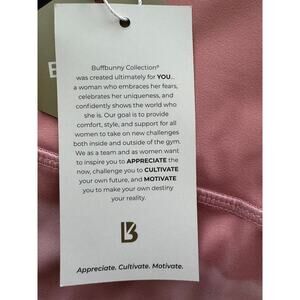 Buffbunny Collection®
was created ultimately for YOU...
a woman who embraces her fears,
celebrates her uniqueness, and
confidently shows the world who
she is. Our goal is to provide
comfort, style, and support for all
women to take on new challenges
both inside and outside of the gym.
We as a team and as women want
to inspire you to APPRECIATE the
now, challenge you to CULTIVATE
your own future, and MOTIVATE
you to make your own destiny
your reality.
Appreciate. Cultivate. Motivate.